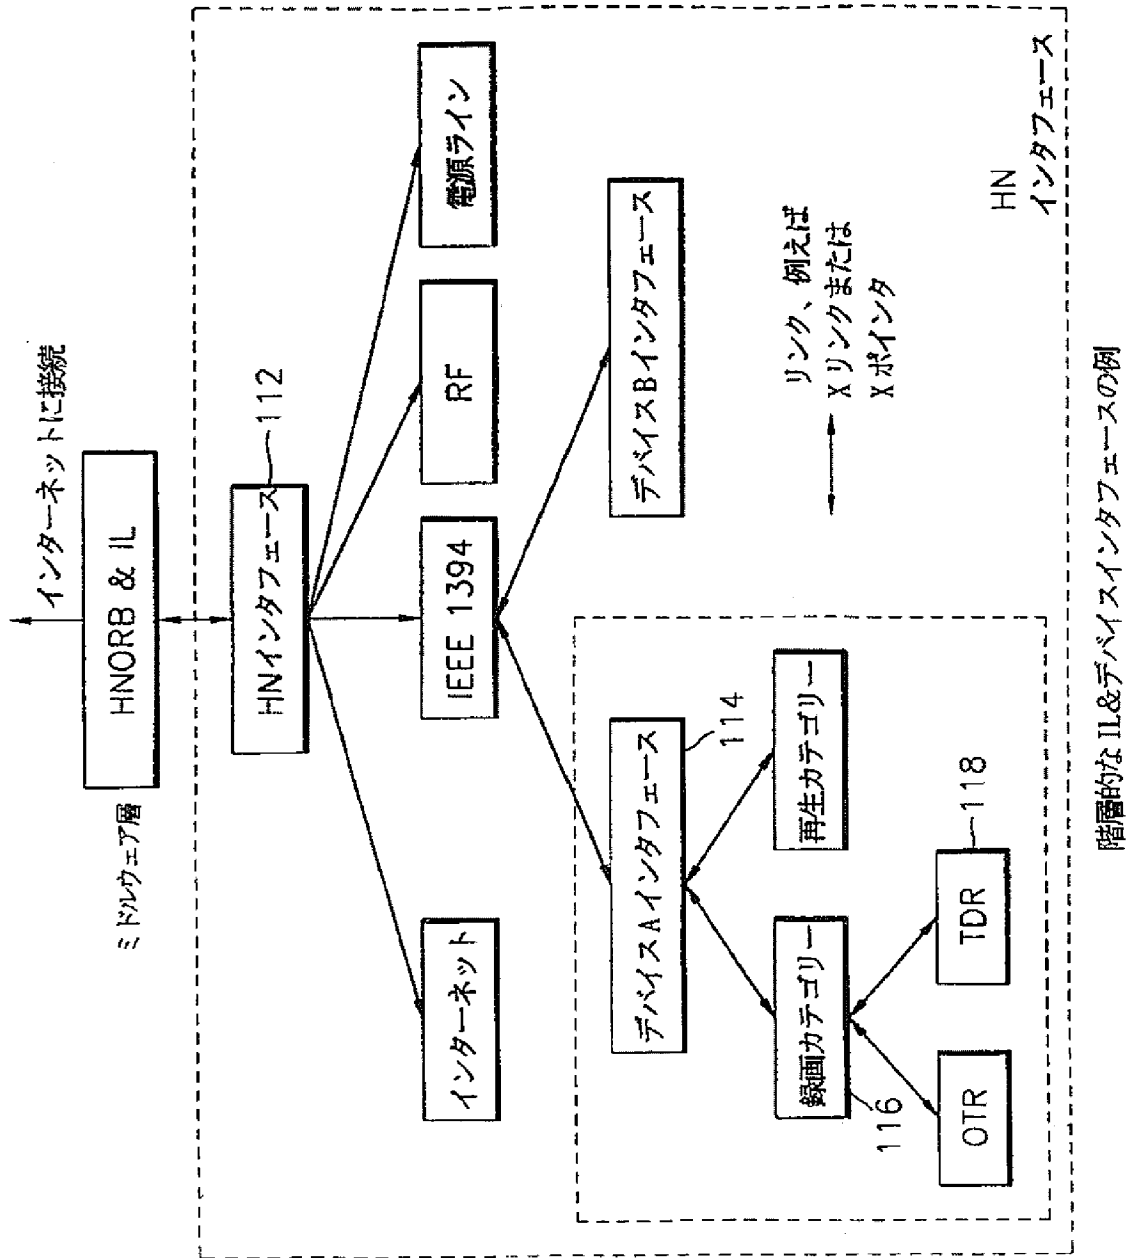 インターネットに接続
ミドルウェア層
HNORB & IL
HNインタフェース
112
インターネット
IEEE 1394
RF
電源ライン
デバイスAインタフェース
114
デバイスBインタフェース
録画カテゴリー
116
再生カテゴリー
OTR
TDR
118
リンク、例えば
Xリンクまたは
Xポインタ
HN
インタフェース
階層的なIL&デバイスインタフェースの例